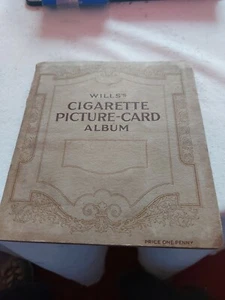 WILLS'S
CIGARETTE
PICTURE-CARD
ALBUM
PRICE ONE PENNY